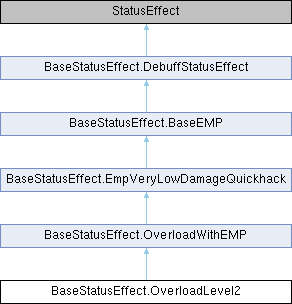 StatusEffect
BaseStatusEffect.DebuffStatusEffect
BaseStatusEffect.BaseEMP
BaseStatusEffect.EmpVeryLowDamageQuickhack
BaseStatusEffect.OverloadWithEMP
BaseStatusEffect.OverloadLevel2